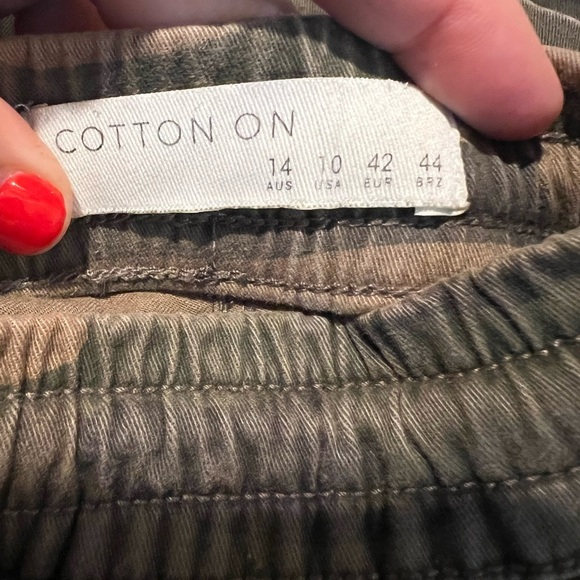 COTTON ON
14 10 42 44
AUS USA EUR BRZ